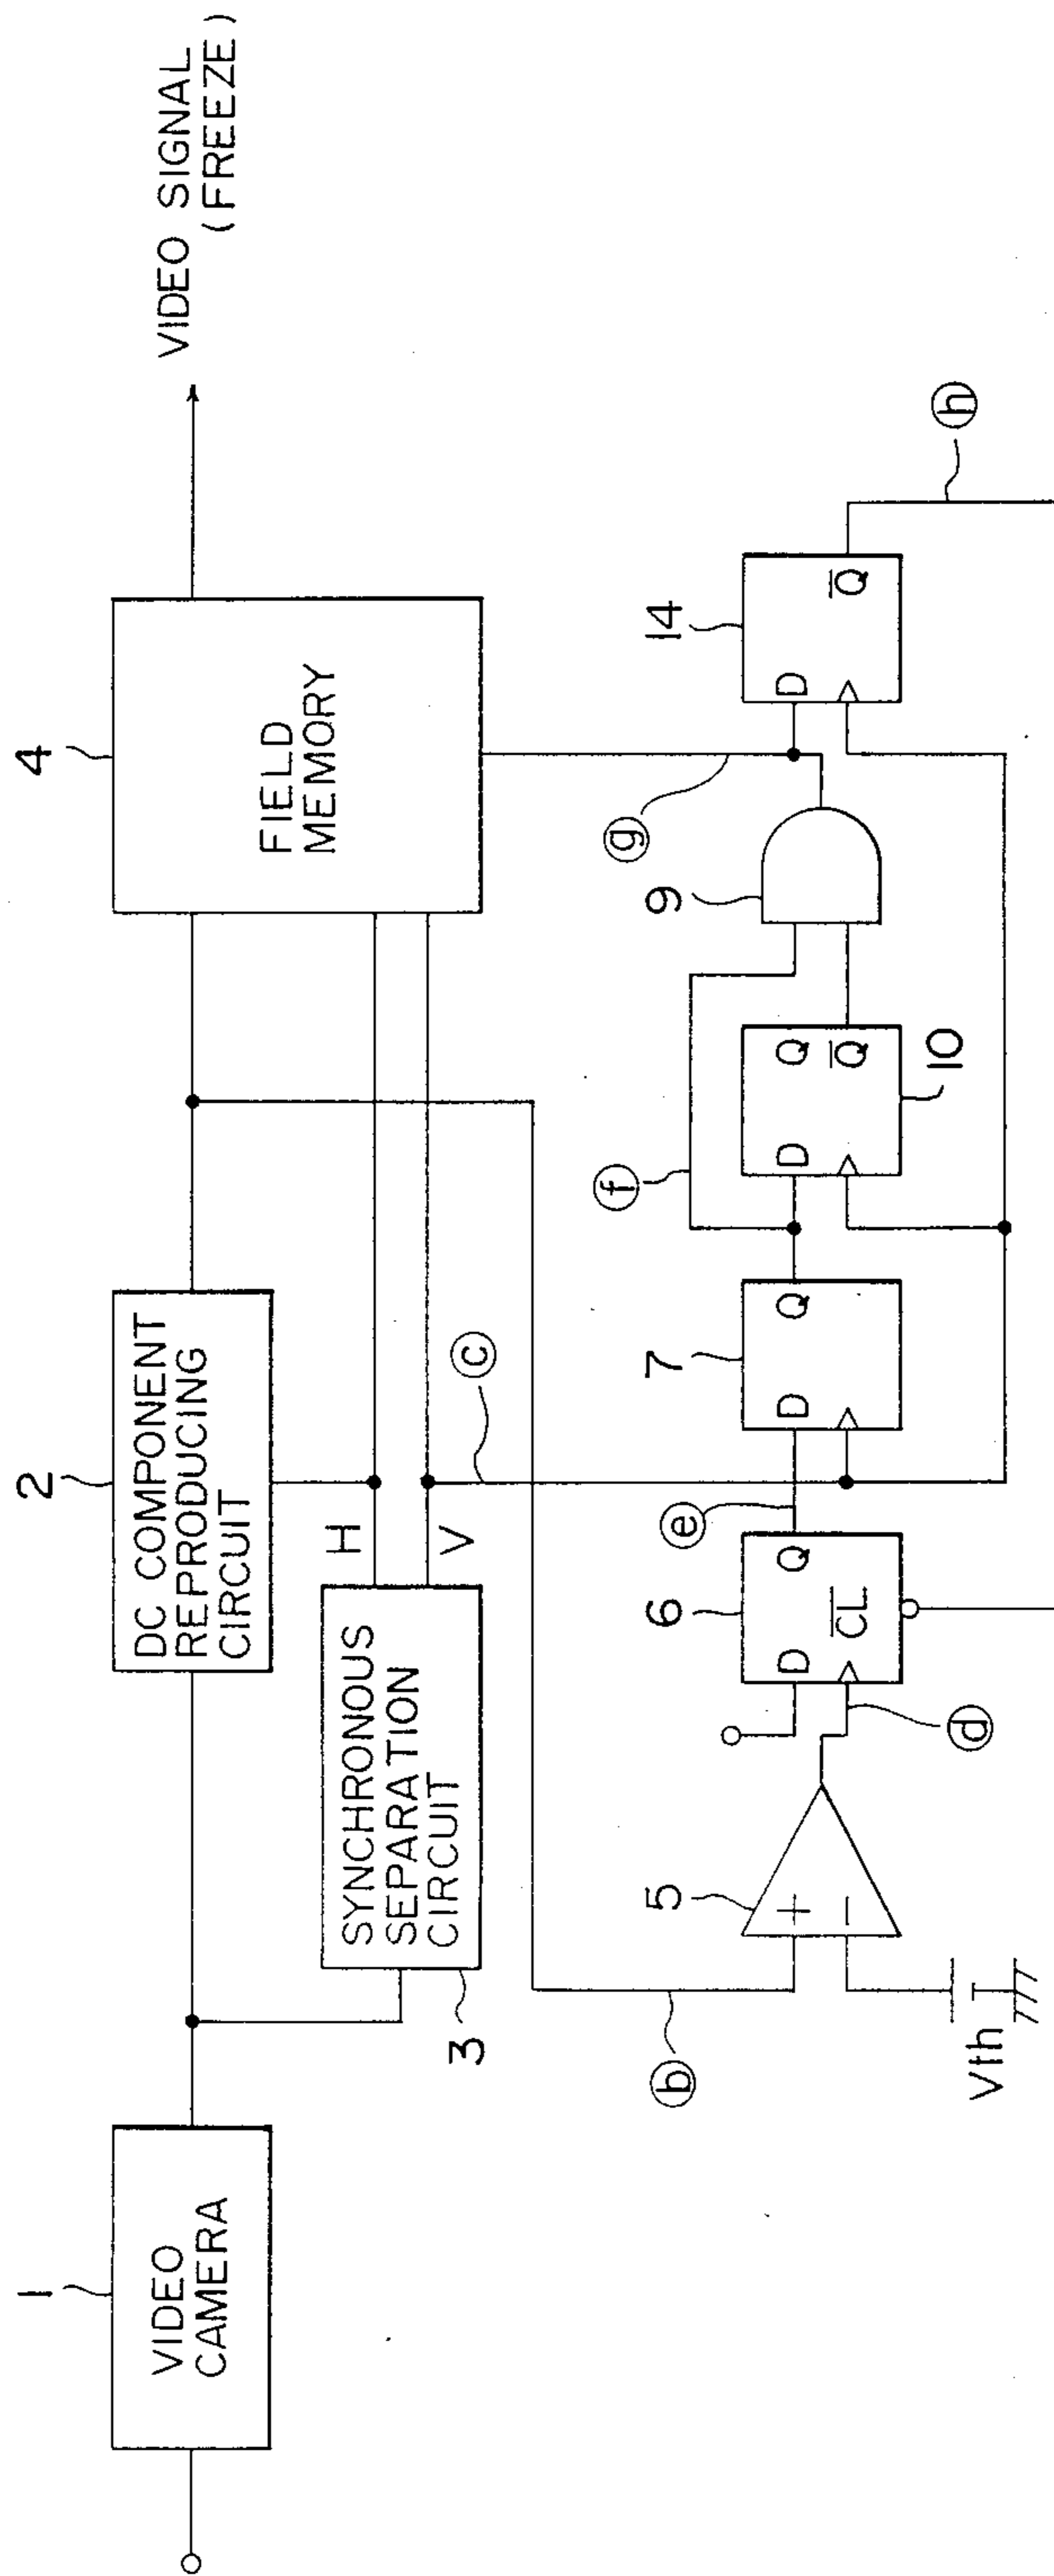 1
VIDEO
CAMERA
2
DC COMPONENT
REPRODUCING
CIRCUIT
3
SYNCHRONOUS
SEPARATION
CIRCUIT
H
V
4
FIELD
MEMORY
VIDEO SIGNAL
(FREEZE)
b
Vth
5
+
−
d
6
D
Q
C̅L̅
e
c
7
D
Q
f
10
D
Q
Q̅
9
g
14
D
Q̅
h